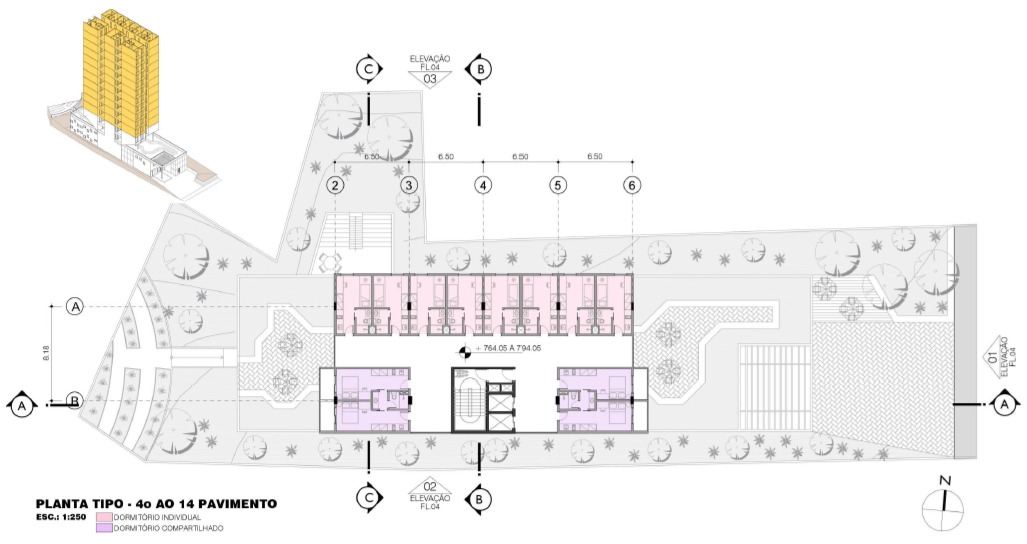 C
ELEVAÇÃO
FL.04
03
B
6.50 6.50 6.50 6.50
2 3 4 5 6
A
8.18
+ 764.05 A 794.05
B
A
A
01
ELEVAÇÃO
FL.04
C
02
ELEVAÇÃO
FL.04
B
N
PLANTA TIPO - 4o AO 14 PAVIMENTO
ESC.: 1:250
DORMITÓRIO INDIVIDUAL
DORMITÓRIO COMPARTILHADO